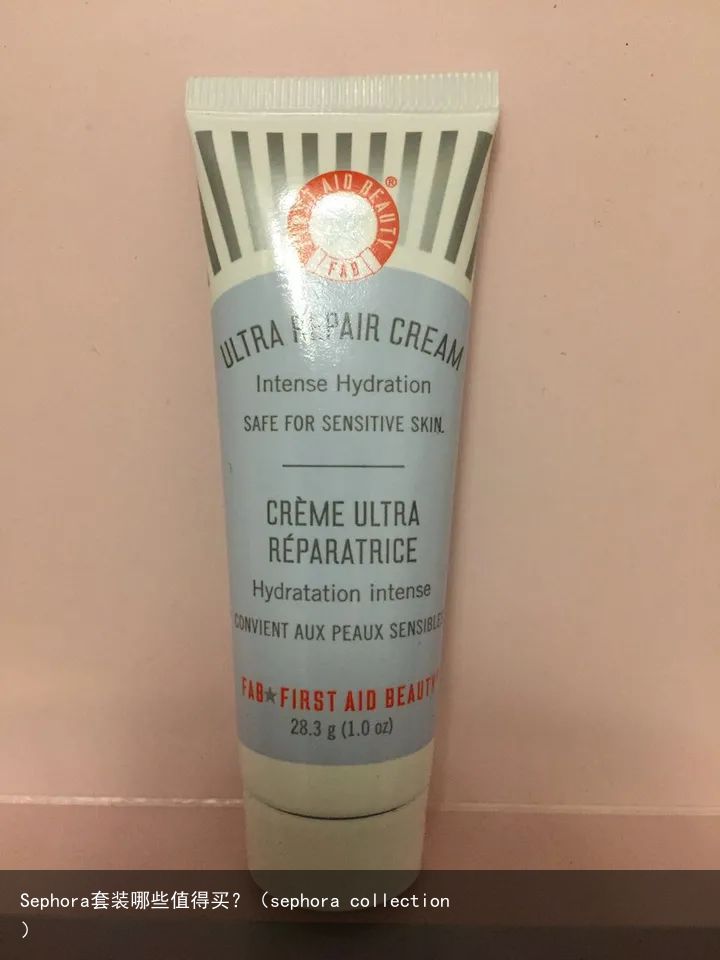 FIRST AID BEAUTY®
FAB
ULTRA REPAIR CREAM
Intense Hydration
SAFE FOR SENSITIVE SKIN.
CRÈME ULTRA
RÉPARATRICE
Hydratation intense
CONVIENT AUX PEAUX SENSIBLES
FAB★FIRST AID BEAUTY
28.3 g (1.0 oz)
Sephora套装哪些值得买？（sephora collection
）